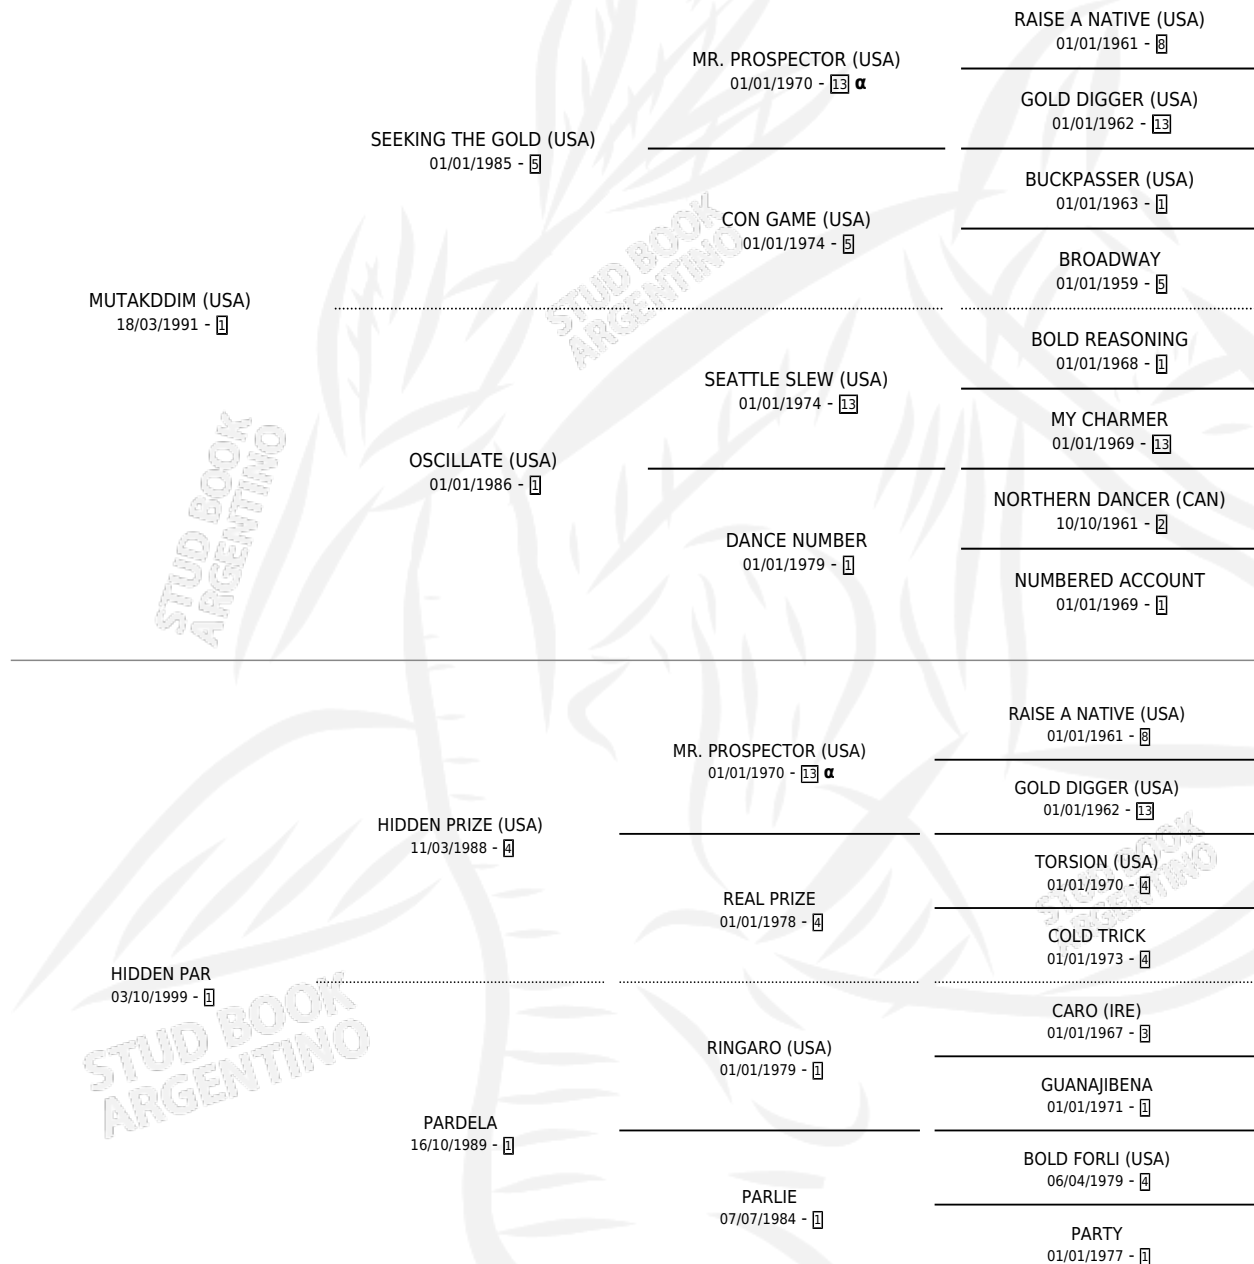 RAISE A NATIVE (USA)
01/01/1961 - 8
MR. PROSPECTOR (USA)
01/01/1970 - 13 α
GOLD DIGGER (USA)
01/01/1962 - 13
SEEKING THE GOLD (USA)
01/01/1985 - 5
BUCKPASSER (USA)
01/01/1963 - 1
CON GAME (USA)
01/01/1974 - 5
BROADWAY
01/01/1959 - 5
MUTAKDDIM (USA)
18/03/1991 - 1
BOLD REASONING
01/01/1968 - 1
SEATTLE SLEW (USA)
01/01/1974 - 13
MY CHARMER
01/01/1969 - 13
OSCILLATE (USA)
01/01/1986 - 1
NORTHERN DANCER (CAN)
10/10/1961 - 2
DANCE NUMBER
01/01/1979 - 1
NUMBERED ACCOUNT
01/01/1969 - 1
RAISE A NATIVE (USA)
01/01/1961 - 8
MR. PROSPECTOR (USA)
01/01/1970 - 13 α
GOLD DIGGER (USA)
01/01/1962 - 13
HIDDEN PRIZE (USA)
11/03/1988 - 4
TORSION (USA)
01/01/1970 - 4
REAL PRIZE
01/01/1978 - 4
COLD TRICK
01/01/1973 - 4
HIDDEN PAR
03/10/1999 - 1
CARO (IRE)
01/01/1967 - 3
RINGARO (USA)
01/01/1979 - 1
GUANAJIBENA
01/01/1971 - 1
PARDELA
16/10/1989 - 1
BOLD FORLI (USA)
06/04/1979 - 4
PARLIE
07/07/1984 - 1
PARTY
01/01/1977 - 1
STUD BOOK
ARGENTINO
STUD BOOK
ARGENTINO
STUD BOOK
ARGENTINO
STUD BOOK
ARGENTINO